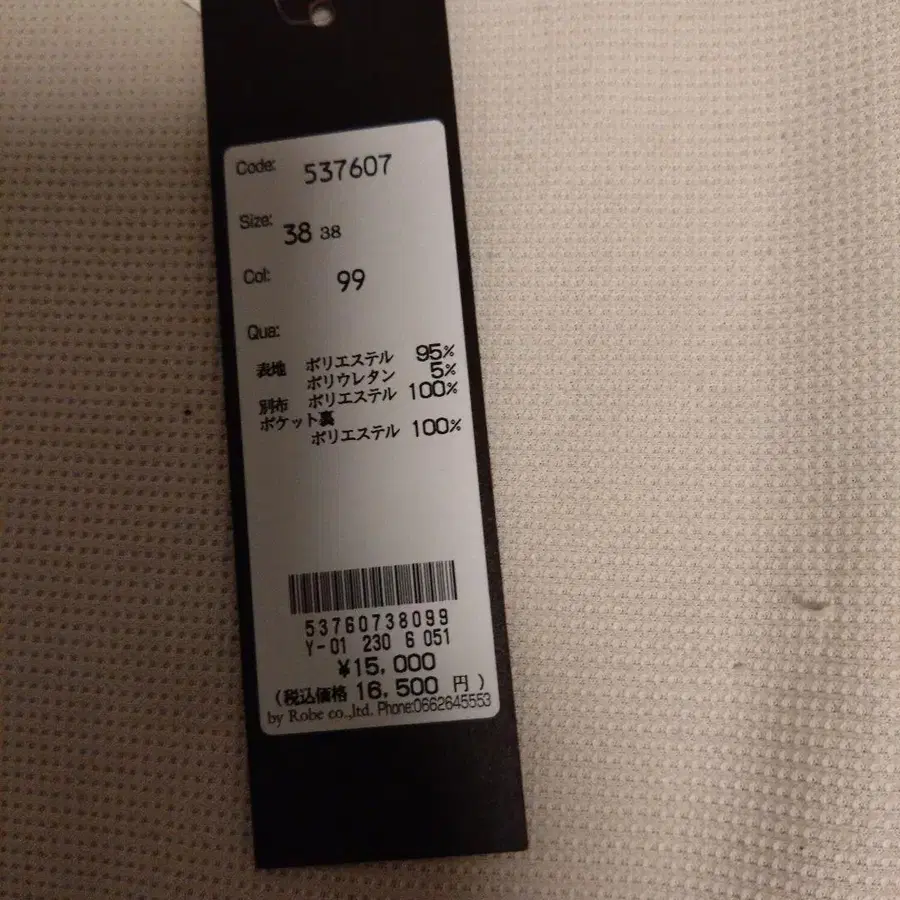 Code: 537607
Size: 38 38
Col: 99
Qua:
表地 ポリエステル 95%
ポリウレタン 5%
別布 ポリエステル 100%
ポケット裏
ポリエステル 100%
53760738099
Y-01 230 6 051
¥15,000
(税込価格 16,500 円)
by Robe co.,ltd. Phone:0662645553